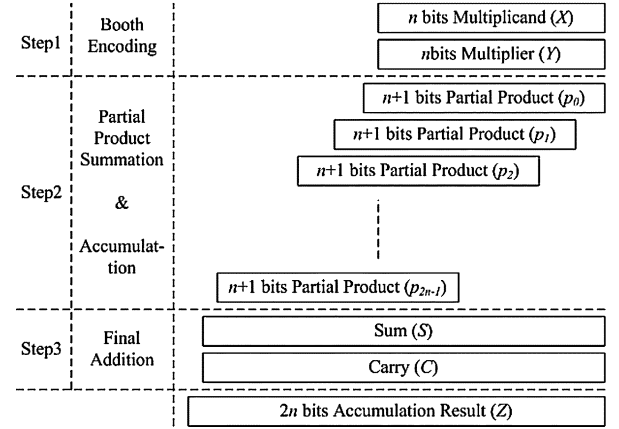 Step1
Booth
Encoding
n bits Multiplicand (X)
nbits Multiplier (Y)
Step2
Partial
Product
Summation
&
Accumulat-
tion
n+1 bits Partial Product (p0)
n+1 bits Partial Product (p1)
n+1 bits Partial Product (p2)
n+1 bits Partial Product (p2n-1)
Step3
Final
Addition
Sum (S)
Carry (C)
2n bits Accumulation Result (Z)